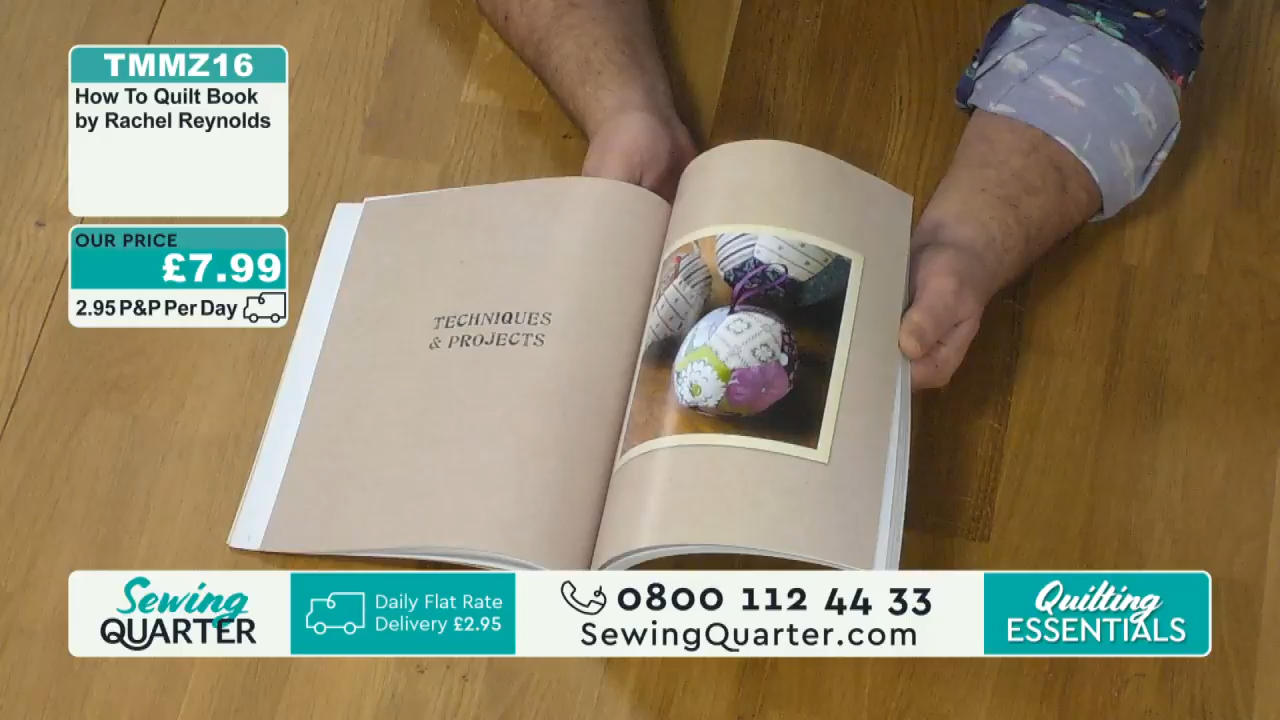 TMMZ16
How To Quilt Book
by Rachel Reynolds
OUR PRICE
£7.99
2.95 P&P Per Day
TECHNIQUES
& PROJECTS
Sewing
QUARTER
Daily Flat Rate
Delivery £2.95
0800 112 44 33
SewingQuarter.com
Quilting
ESSENTIALS